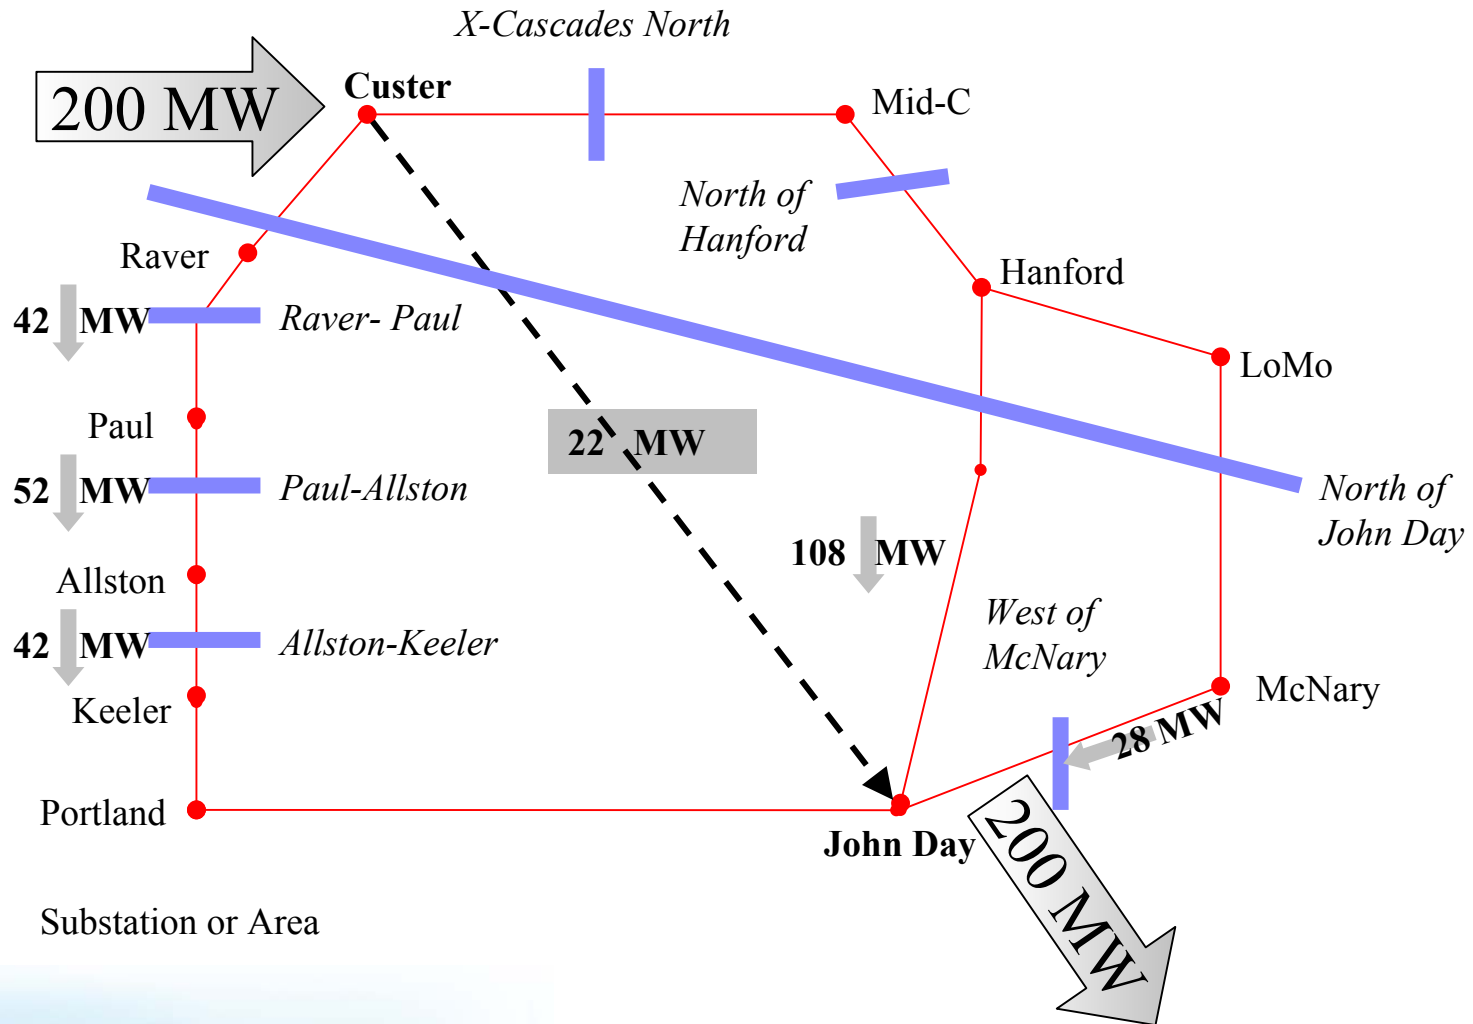 X-Cascades North
200 MW
Custer
Mid-C
North of
Hanford
Raver
Hanford
42 MW
Raver- Paul
LoMo
Paul
22 MW
52 MW
Paul-Allston
North of
John Day
108 MW
Allston
West of
McNary
42 MW
Allston-Keeler
McNary
Keeler
28 MW
Portland
John Day
200 MW
Substation or Area